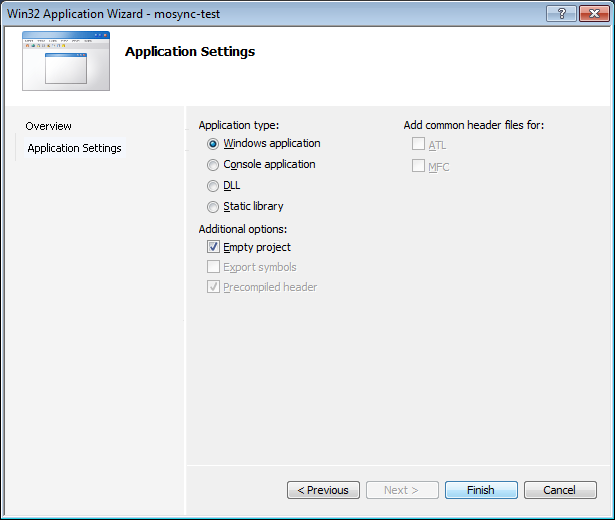 Win32 Application Wizard - mosync-test
?
Application Settings
Overview
Application Settings
Application type:
Windows application
Console application
DLL
Static library
Additional options:
Empty project
Export symbols
Precompiled header
Add common header files for:
ATL
MFC
< Previous
Next >
Finish
Cancel